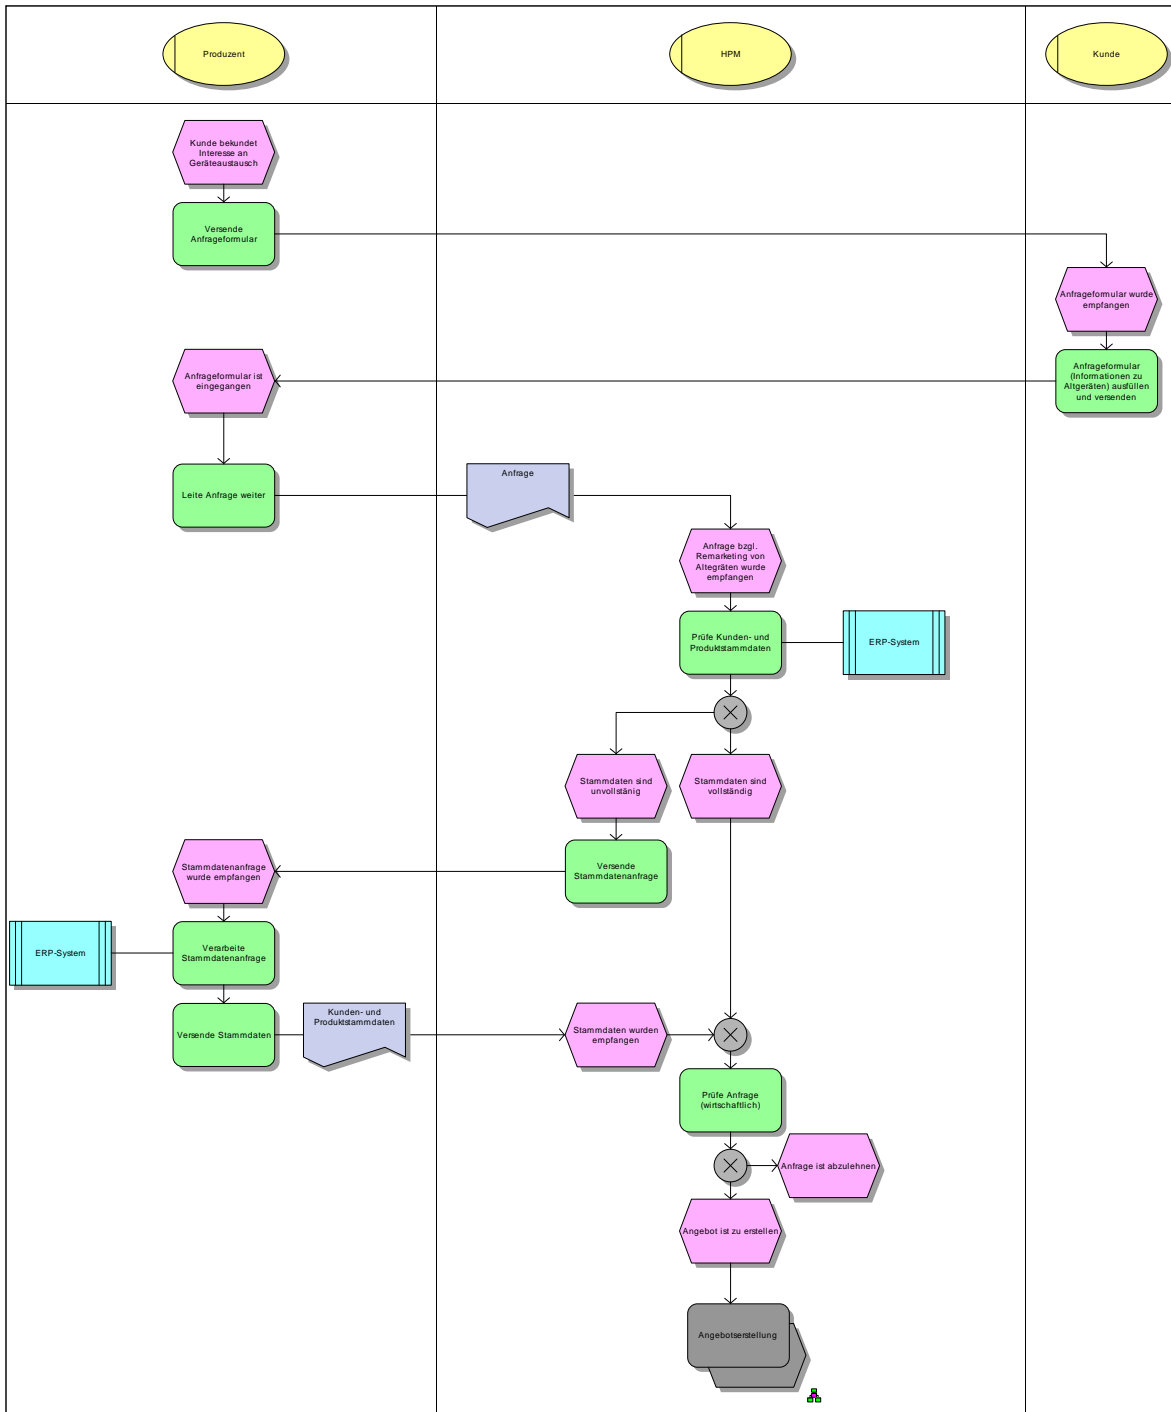 Produzent
HPM
Kunde
Kunde bekundet
Interesse an
Geräteaustausch
Versende
Anfrageformular
Anfrageformular wurde
empfangen
Anfrageformular
(Informationen zu
Altgeräten) ausfüllen
und versenden
Anfrageformular ist
eingegangen
Leite Anfrage weiter
Anfrage
Anfrage bzgl.
Remarketing von
Altegräten wurde
empfangen
Prüfe Kunden- und
Produktstammdaten
ERP-System
Stammdaten sind
unvollstänig
Stammdaten sind
vollständig
Versende
Stammdatenanfrage
Stammdatenanfrage
wurde empfangen
ERP-System
Verarbeite
Stammdatenanfrage
Versende Stammdaten
Kunden- und
Produktstammdaten
Stammdaten wurden
empfangen
Prüfe Anfrage
(wirtschaftlich)
Anfrage ist abzulehnen
Angebot ist zu erstellen
Angebotserstellung